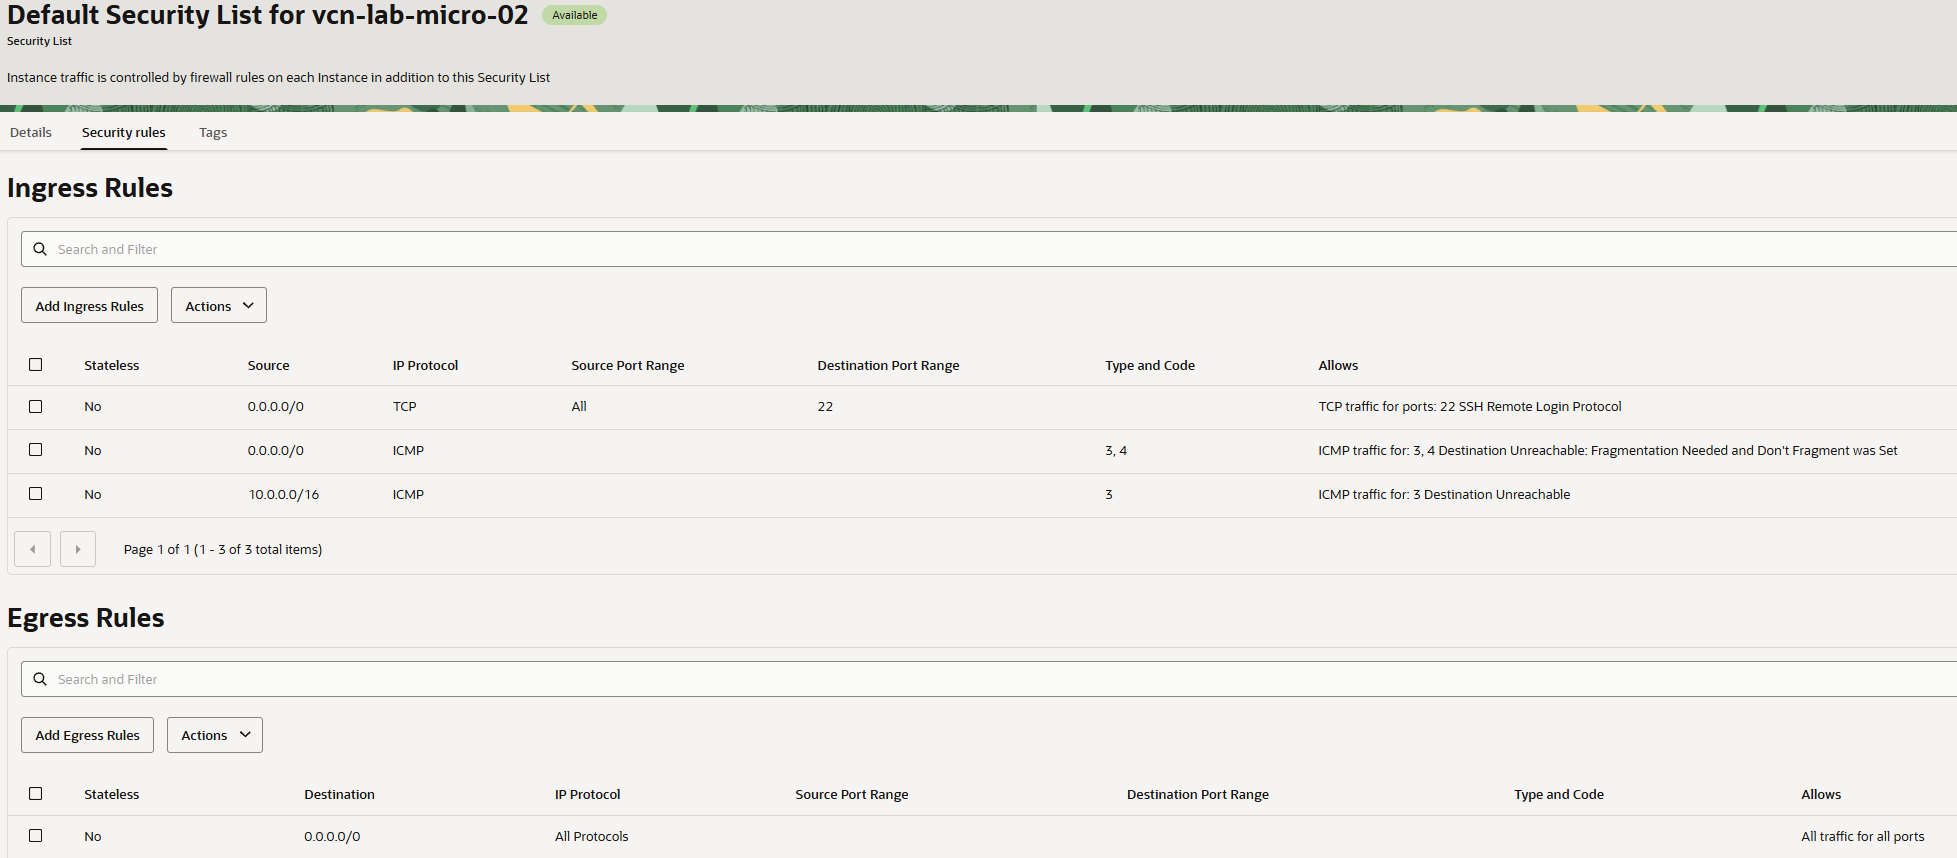 Default Security List for vcn-lab-micro-02 Available
Security List
Instance traffic is controlled by firewall rules on each Instance in addition to this Security List
Details Security rules Tags
Ingress Rules
Search and Filter
Add Ingress Rules Actions
Stateless Source IP Protocol Source Port Range Destination Port Range Type and Code Allows
No 0.0.0.0/0 TCP All 22 TCP traffic for ports: 22 SSH Remote Login Protocol
No 0.0.0.0/0 ICMP 3, 4 ICMP traffic for: 3, 4 Destination Unreachable: Fragmentation Needed and Don't Fragment was Set
No 10.0.0.0/16 ICMP 3 ICMP traffic for: 3 Destination Unreachable
Page 1 of 1 (1 - 3 of 3 total items)
Egress Rules
Search and Filter
Add Egress Rules Actions
Stateless Destination IP Protocol Source Port Range Destination Port Range Type and Code Allows
No 0.0.0.0/0 All Protocols All traffic for all ports